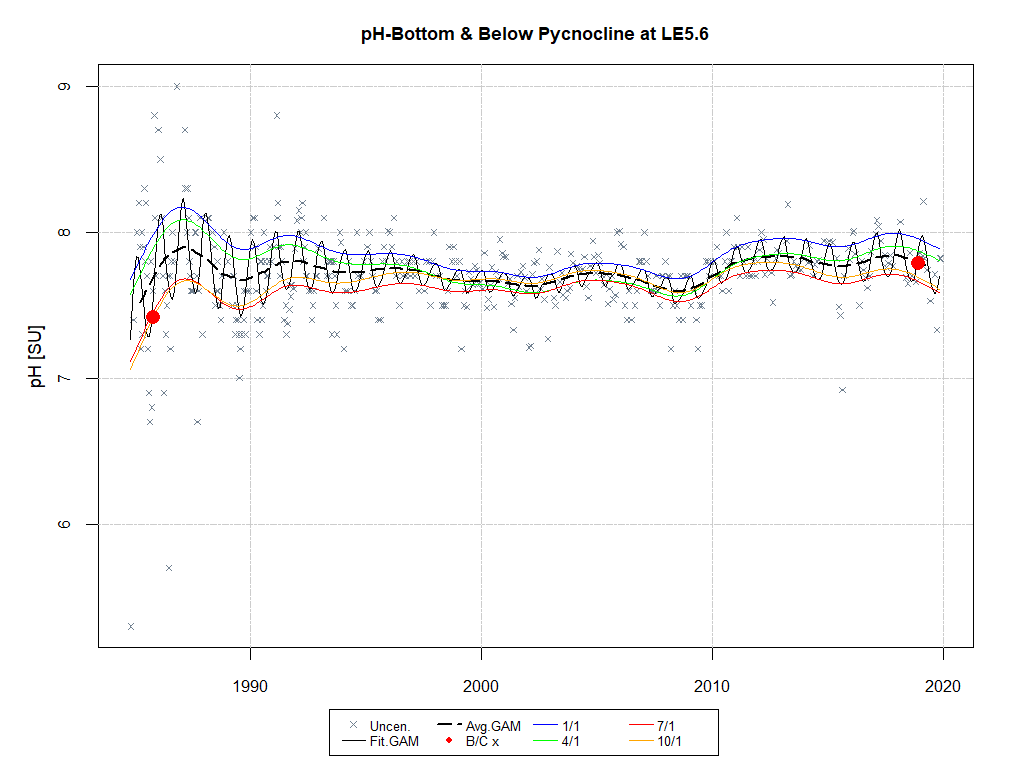 pH-Bottom & Below Pycnocline at LE5.6
pH [SU]
9
8
7
6
1990 2000 2010 2020
Uncen. Avg.GAM 1/1 7/1
Fit.GAM B/C x 4/1 10/1